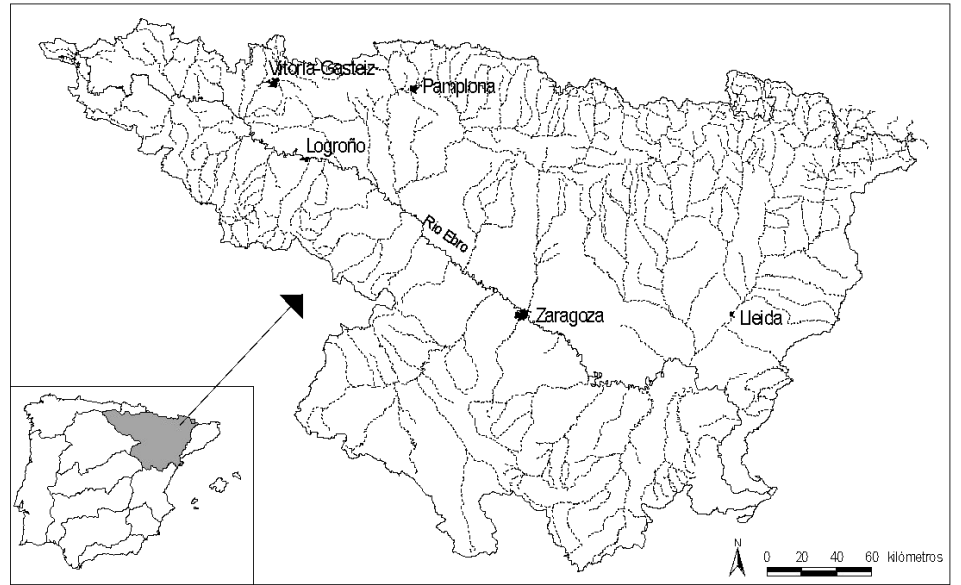 Vitoria-Gasteiz
Pamplona
Logroño
Río Ebro
Zaragoza
Lleida
N
0 20 40 60 kilómetros